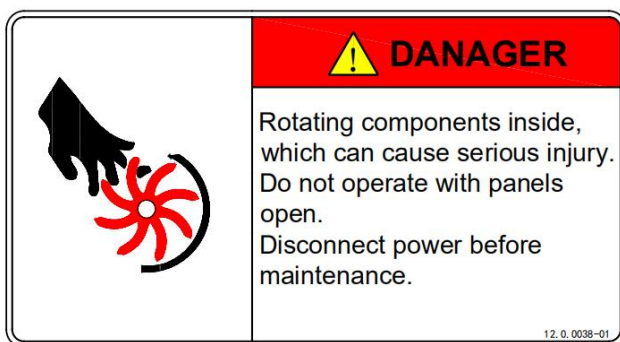 DANAGER
Rotating components inside,
which can cause serious injury.
Do not operate with panels
open.
Disconnect power before
maintenance.
12.0.0038-01